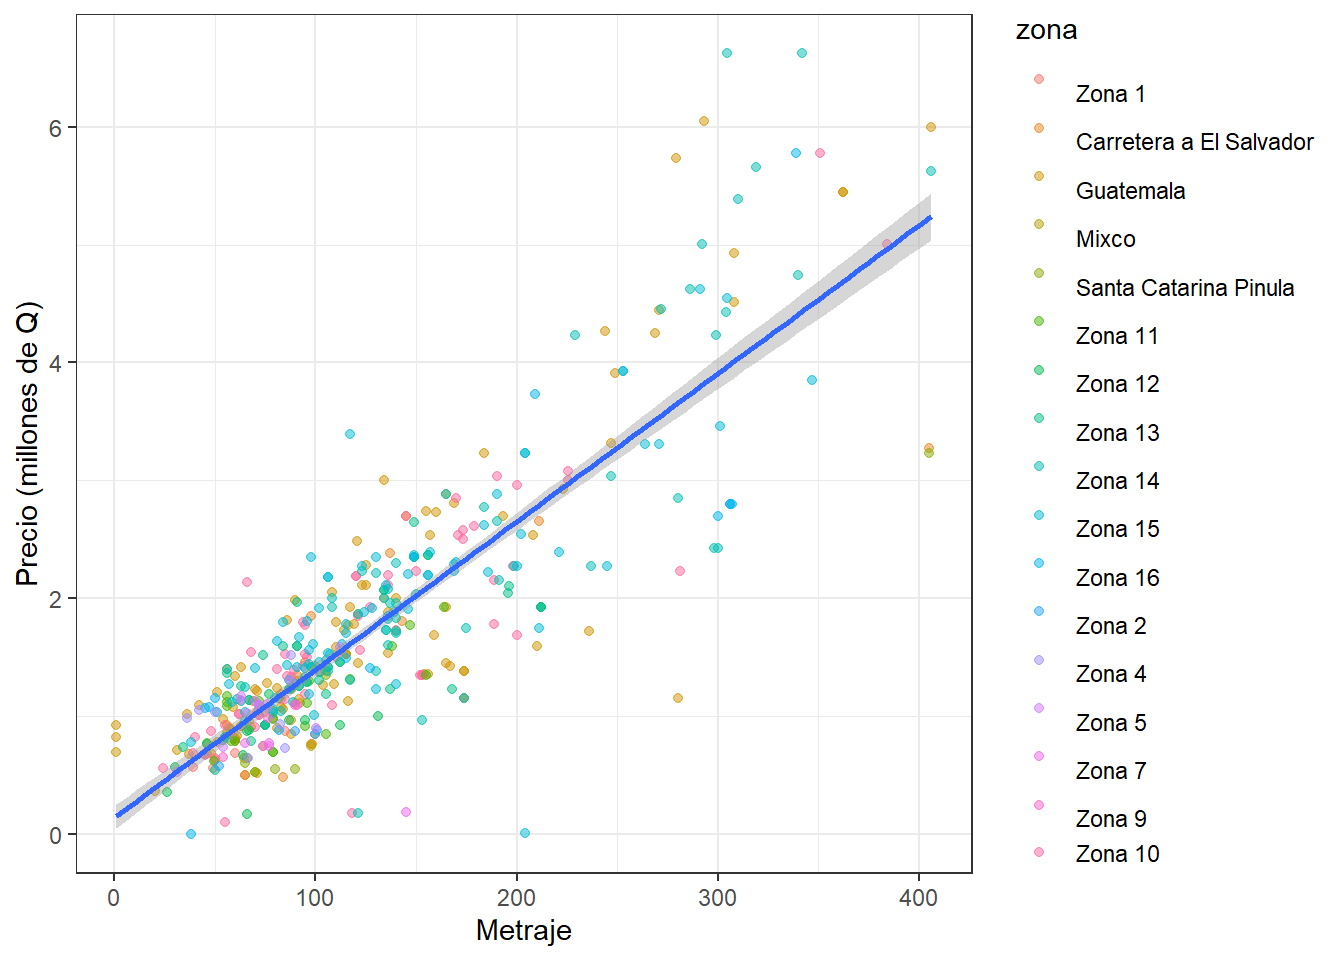 zona
Zona 1
Carretera a El Salvador
Guatemala
Mixco
Santa Catarina Pinula
Zona 11
Zona 12
Zona 13
Zona 14
Zona 15
Zona 16
Zona 2
Zona 4
Zona 5
Zona 7
Zona 9
Zona 10
Precio (millones de Q)
6
4
2
0
0 100 200 300 400
Metraje